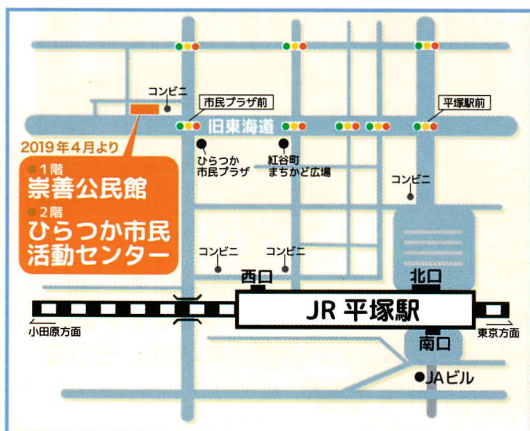 コンビニ
市民プラザ前
平塚駅前
旧東海道
2019年4月より
1階
崇善公民館
2階
ひらつか市民
活動センター
ひらつか
市民プラザ
紅谷町
まちかど広場
コンビニ
コンビニ
コンビニ
西口
北口
JR 平塚駅
小田原方面
南口
東京方面
JAビル